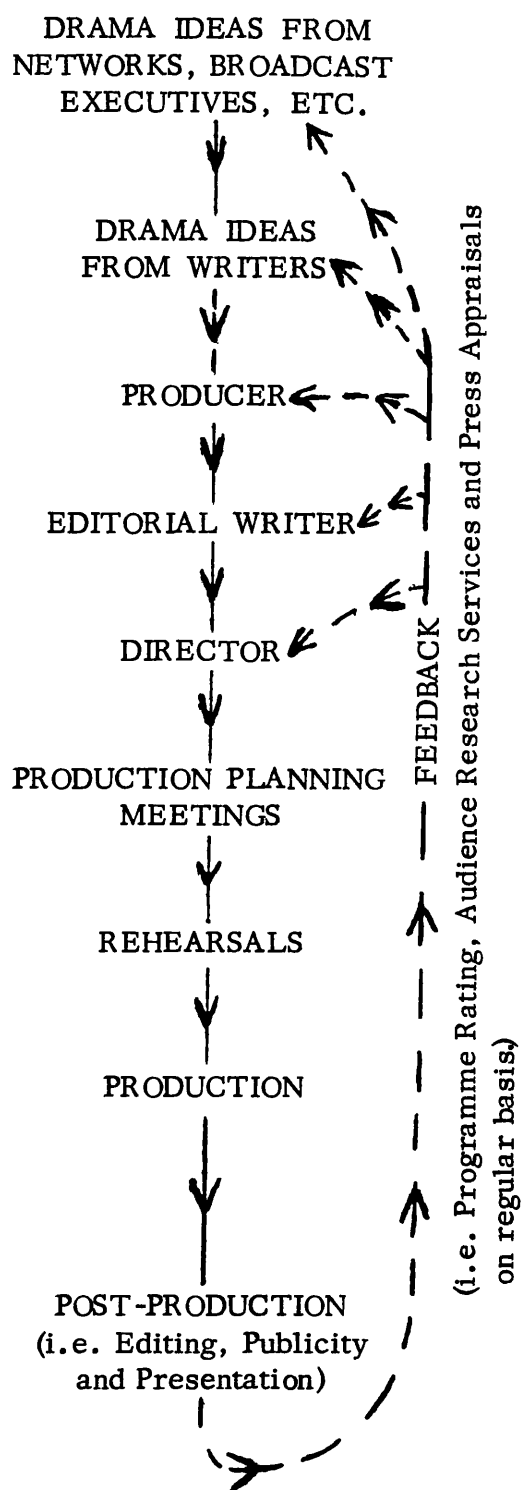 DRAMA IDEAS FROM
NETWORKS, BROADCAST
EXECUTIVES, ETC.
DRAMA IDEAS
FROM WRITERS
PRODUCER
EDITORIAL WRITER
DIRECTOR
PRODUCTION PLANNING
MEETINGS
REHEARSALS
PRODUCTION
POST-PRODUCTION
(i.e. Editing, Publicity
and Presentation)
FEEDBACK
(i.e. Programme Rating, Audience Research Services and Press Appraisals
on regular basis.)